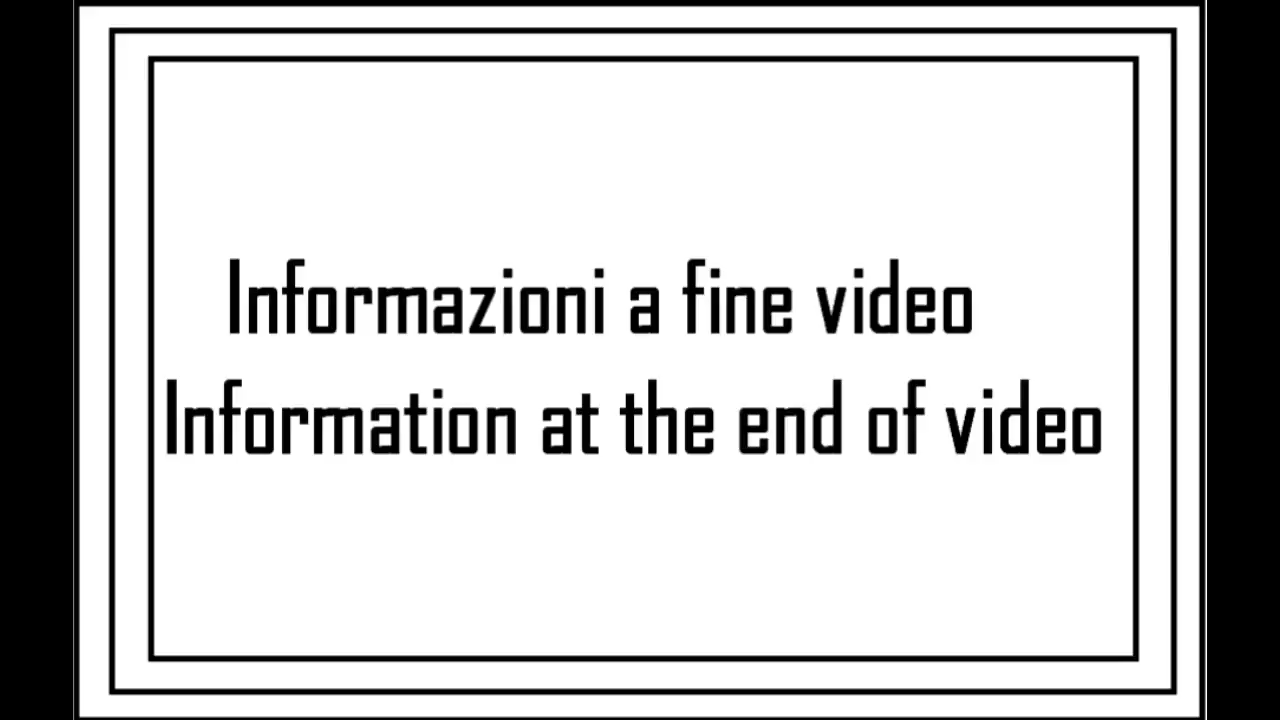 Informazioni a fine video
Information at the end of video